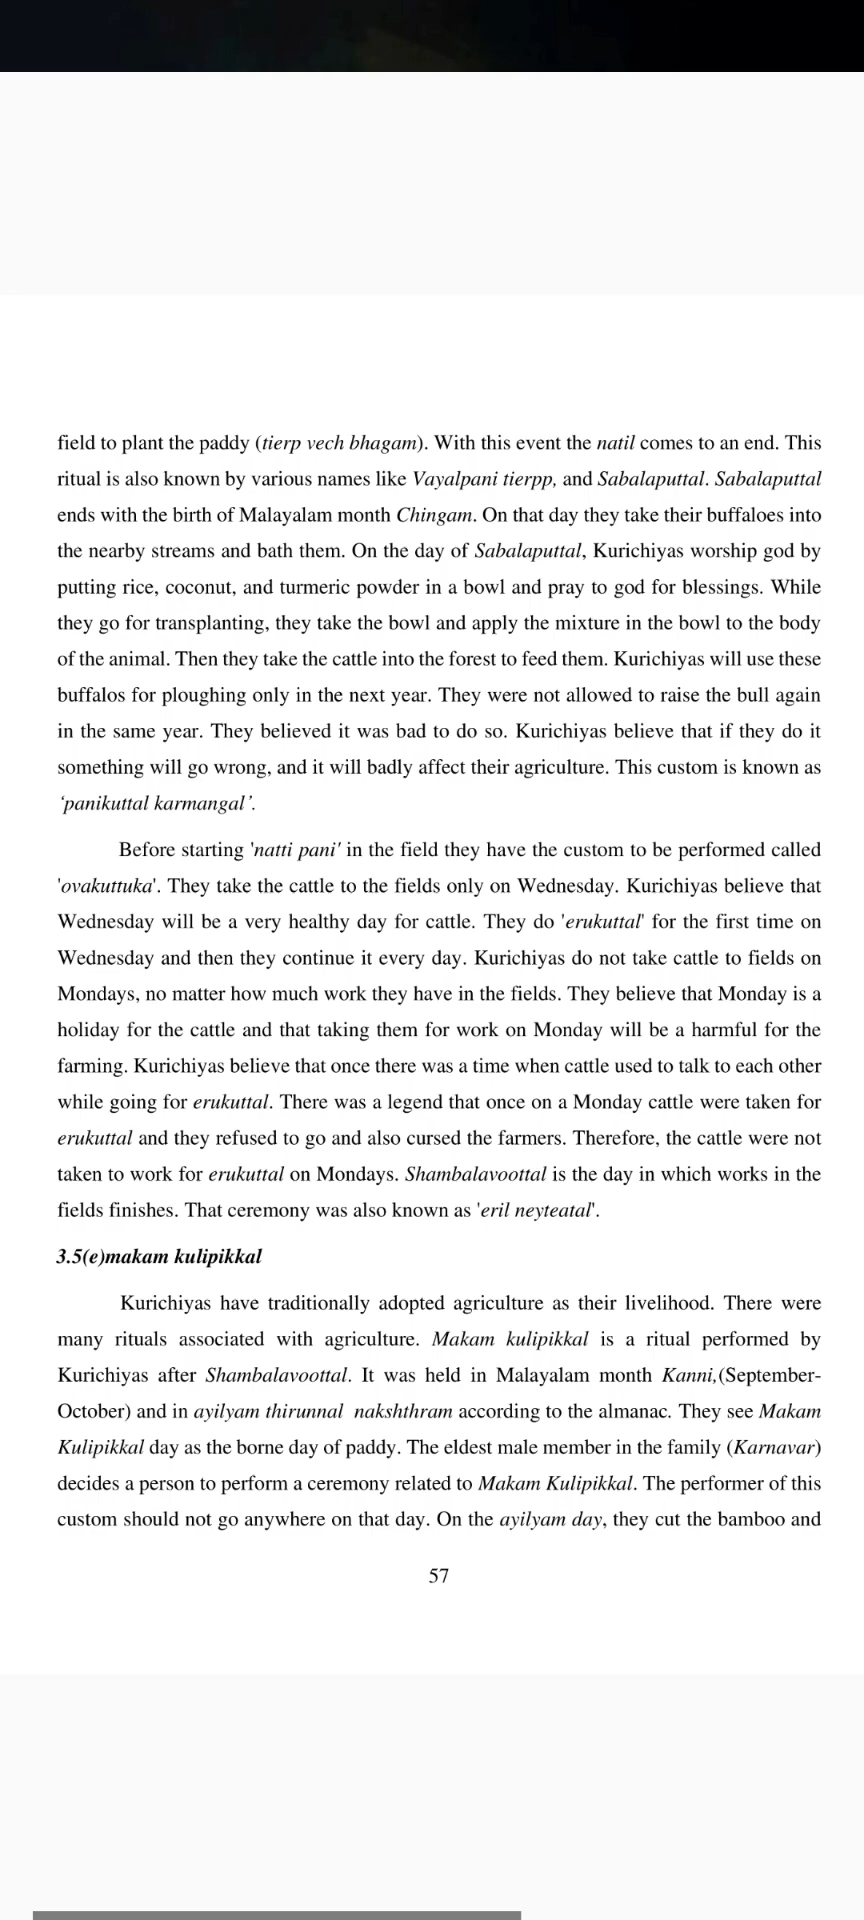 field to plant the paddy (tierp vech bhagam). With this event the natil comes to an end. This
ritual is also known by various names like Vayalpani tierpp, and Sabalaputtal. Sabalaputtal
ends with the birth of Malayalam month Chingam. On that day they take their buffaloes into
the nearby streams and bath them. On the day of Sabalaputtal, Kurichiyas worship god by
putting rice, coconut, and turmeric powder in a bowl and pray to god for blessings. While
they go for transplanting, they take the bowl and apply the mixture in the bowl to the body
of the animal. Then they take the cattle into the forest to feed them. Kurichiyas will use these
buffalos for ploughing only in the next year. They were not allowed to raise the bull again
in the same year. They believed it was bad to do so. Kurichiyas believe that if they do it
something will go wrong, and it will badly affect their agriculture. This custom is known as
‘panikuttal karmangal’.
Before starting 'natti pani' in the field they have the custom to be performed called
'ovakuttuka'. They take the cattle to the fields only on Wednesday. Kurichiyas believe that
Wednesday will be a very healthy day for cattle. They do 'erukuttal' for the first time on
Wednesday and then they continue it every day. Kurichiyas do not take cattle to fields on
Mondays, no matter how much work they have in the fields. They believe that Monday is a
holiday for the cattle and that taking them for work on Monday will be a harmful for the
farming. Kurichiyas believe that once there was a time when cattle used to talk to each other
while going for erukuttal. There was a legend that once on a Monday cattle were taken for
erukuttal and they refused to go and also cursed the farmers. Therefore, the cattle were not
taken to work for erukuttal on Mondays. Shambalavoottal is the day in which works in the
fields finishes. That ceremony was also known as 'eril neyteatal'.
3.5(e)makam kulipikkal
Kurichiyas have traditionally adopted agriculture as their livelihood. There were
many rituals associated with agriculture. Makam kulipikkal is a ritual performed by
Kurichiyas after Shambalavoottal. It was held in Malayalam month Kanni,(September-
October) and in ayilyam thirunnal nakshthram according to the almanac. They see Makam
Kulipikkal day as the borne day of paddy. The eldest male member in the family (Karnavar)
decides a person to perform a ceremony related to Makam Kulipikkal. The performer of this
custom should not go anywhere on that day. On the ayilyam day, they cut the bamboo and
57